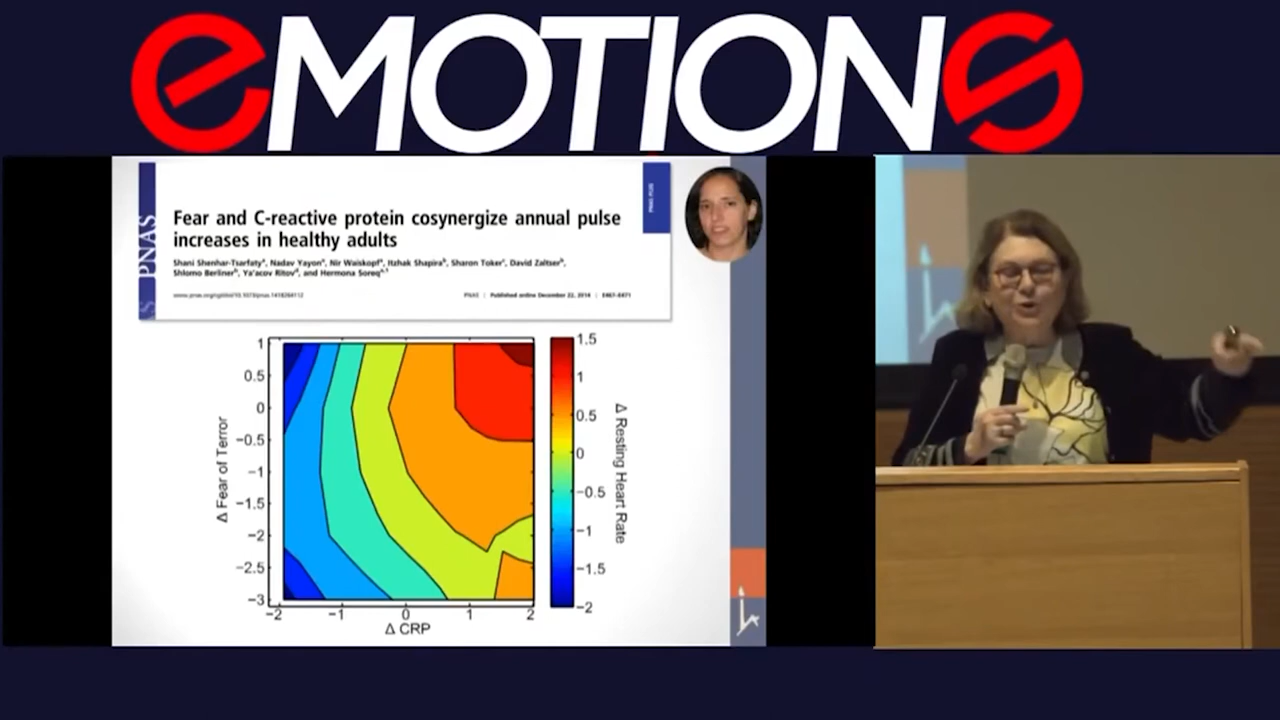 eMOTIONS
PNAS
PNAS PLUS
Fear and C-reactive protein cosynergize annual pulse
increases in healthy adults
Shani Shenhar-Tsarfaty, Nadav Yayon, Nir Waiskopf, Itzhak Shapira, Sharon Toker, David Zaltser,
Shlomo Berliner, Ya'acov Ritov, and Hermona Soreq
PNAS | Published online December 22, 2014 | E467–E471
1
0.5
0
−0.5
−1
−1.5
−2
−2.5
−3
Δ Fear of Terror
−2 −1 0 1 2
Δ CRP
1.5
1
0.5
0
−0.5
−1
−1.5
−2
Δ Resting Heart Rate